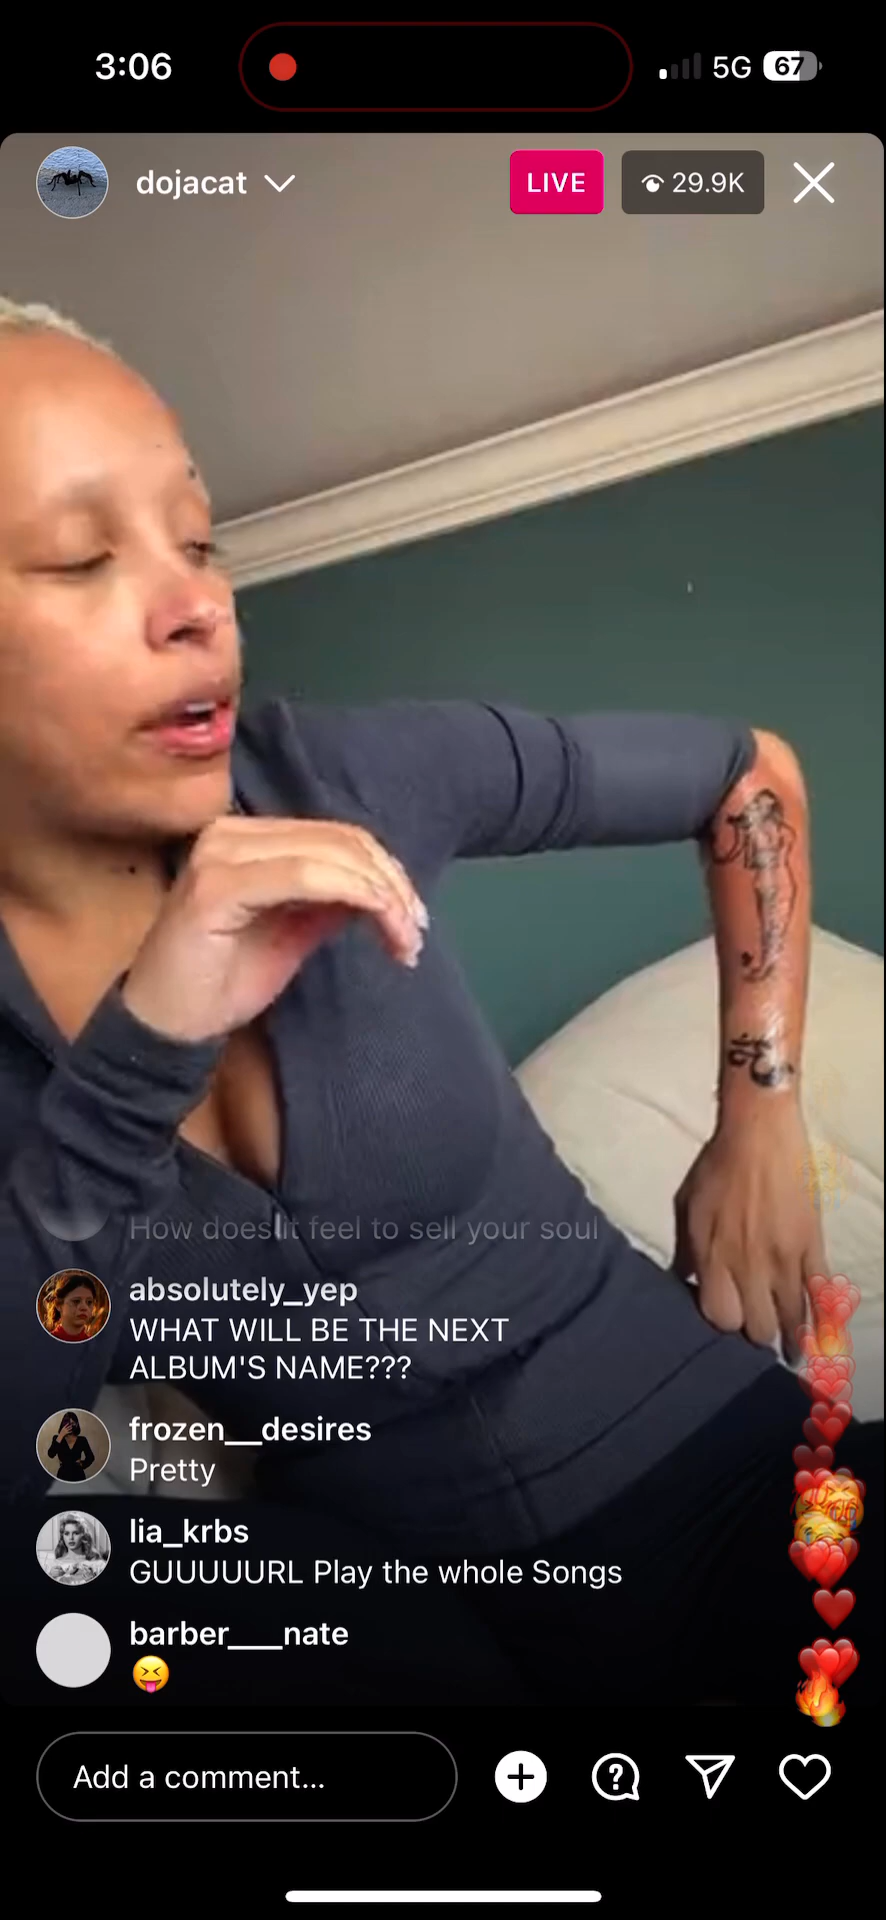 3:06
5G 67
dojacat
LIVE
29.9K
How does it feel to sell your soul
absolutely_yep
WHAT WILL BE THE NEXT
ALBUM'S NAME???
frozen__desires
Pretty
lia_krbs
GUUUUURL Play the whole Songs
barber___nate
😝
Add a comment...